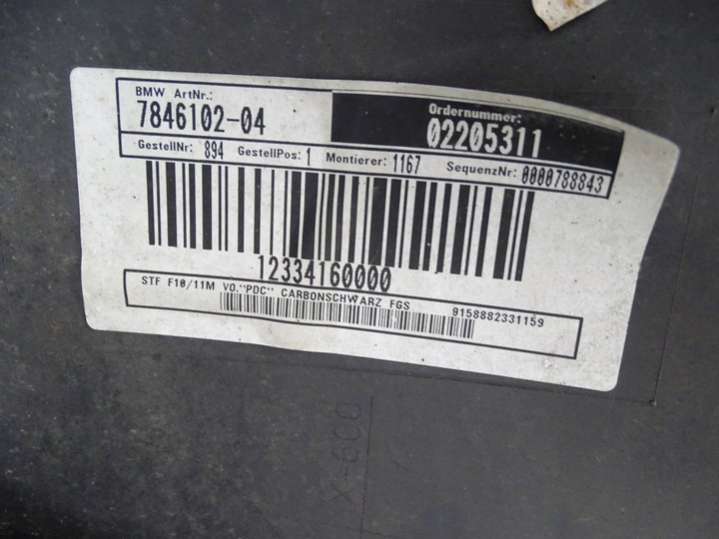 BMW ArtNr.:
7846102-04
Ordernummer:
02205311
GestellNr: 894 GestellPos: 1 Montierer: 1167 SequenzNr: 0000788843
12334160000
STF F10/11M VO."PDC" CARBONSCHWARZ FGS
9158882331159